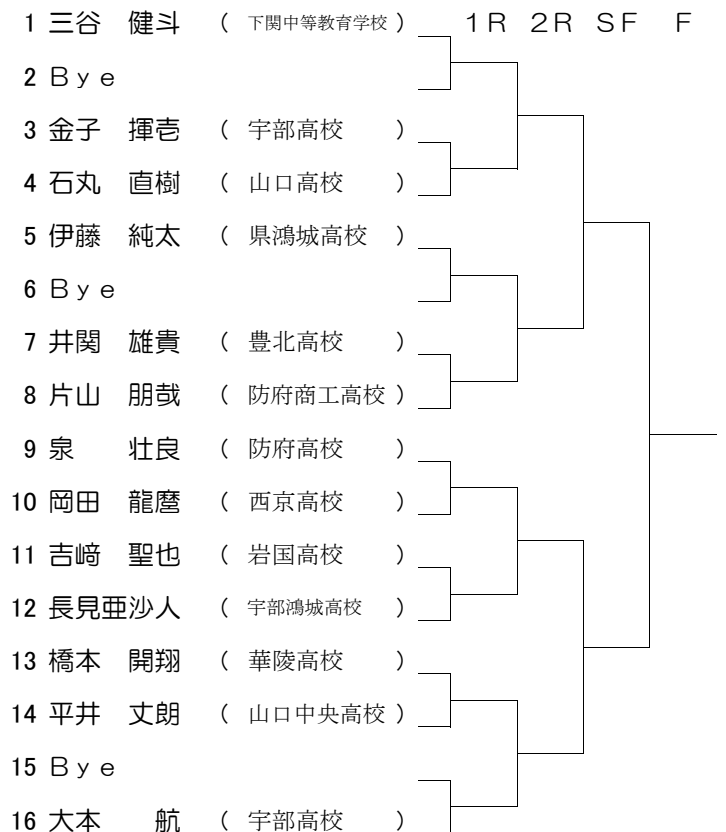 1 三谷　健斗　（ 下関中等教育学校 ）　１Ｒ ２Ｒ ＳＦ Ｆ
2 Ｂｙｅ
3 金子　揮壱　（ 宇部高校 ）
4 石丸　直樹　（ 山口高校 ）
5 伊藤　純太　（ 県鴻城高校 ）
6 Ｂｙｅ
7 井関　雄貴　（ 豊北高校 ）
8 片山　朋哉　（ 防府商工高校 ）
9 泉　　壮良　（ 防府高校 ）
10 岡田　龍麿　（ 西京高校 ）
11 吉﨑　聖也　（ 岩国高校 ）
12 長見亜沙人　（ 宇部鴻城高校 ）
13 橋本　開翔　（ 華陵高校 ）
14 平井　丈朗　（ 山口中央高校 ）
15 Ｂｙｅ
16 大本　　航　（ 宇部高校 ）